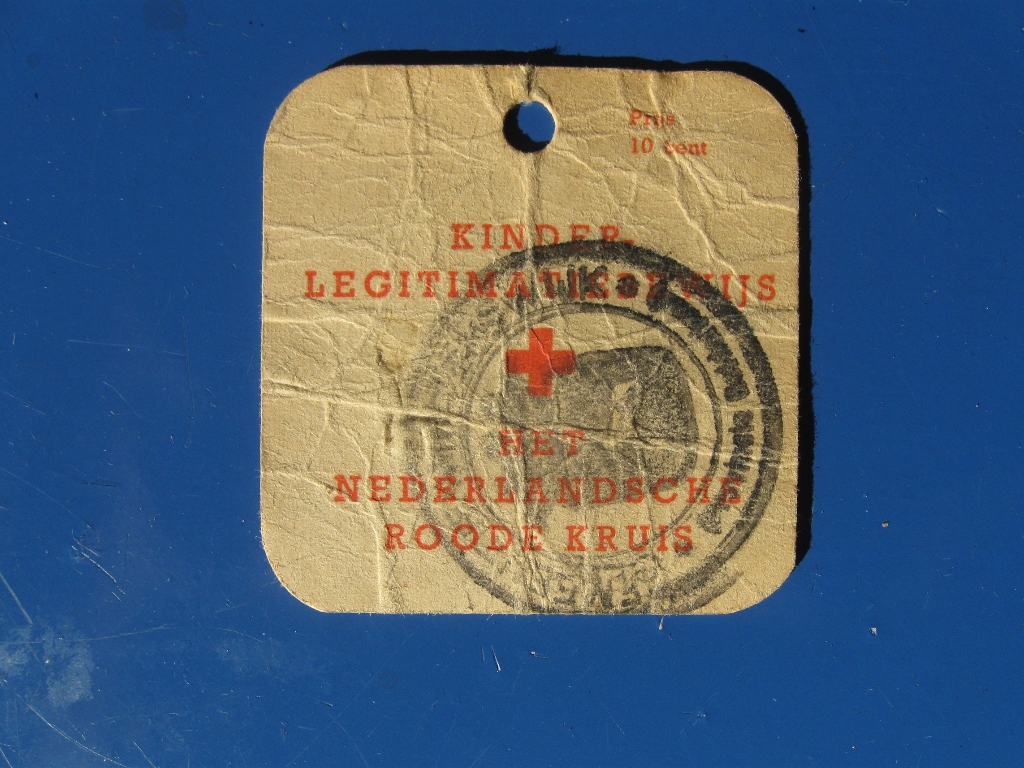 Prijs
10 cent
KINDER-
LEGITIMATIEBEWIJS
HET
NEDERLANDSCHE
ROODE KRUIS